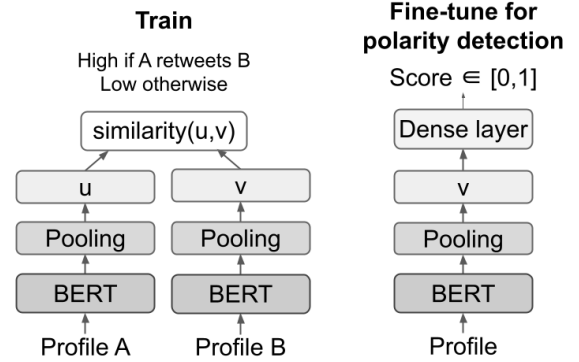 Train
High if A retweets B
Low otherwise
similarity(u,v)
u
v
Pooling
Pooling
BERT
BERT
Profile A
Profile B
Fine-tune for
polarity detection
Score ∈ [0,1]
Dense layer
v
Pooling
BERT
Profile